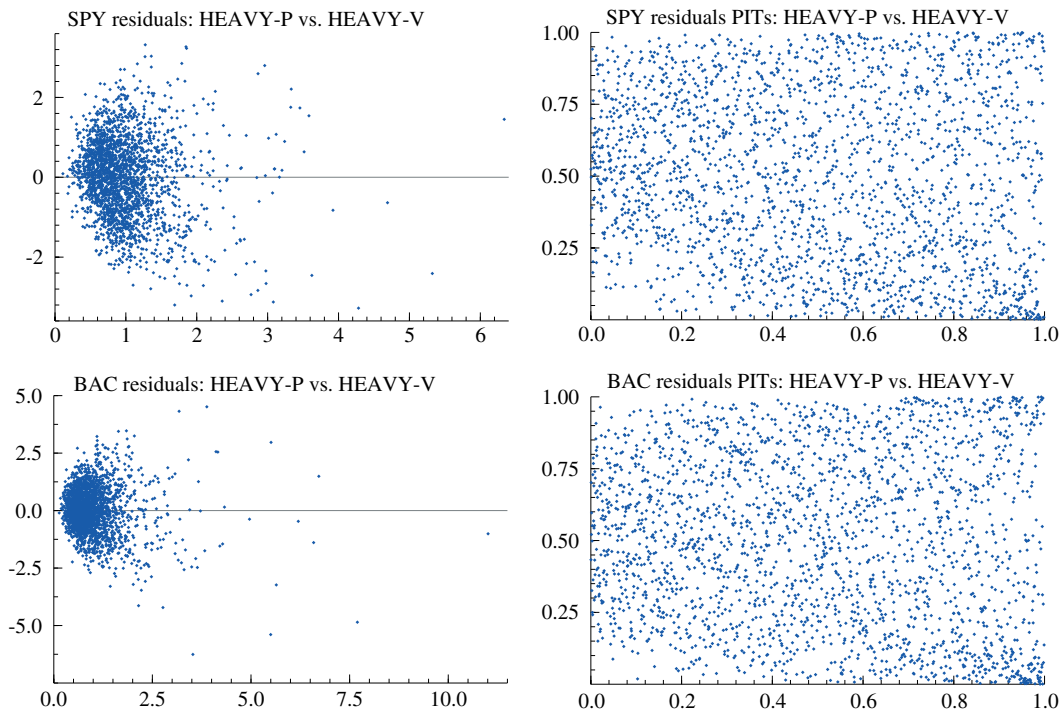 SPY residuals: HEAVY-P vs. HEAVY-V
2
0
-2
0 1 2 3 4 5 6
SPY residuals PITs: HEAVY-P vs. HEAVY-V
1.00
0.75
0.50
0.25
0.0 0.2 0.4 0.6 0.8 1.0
BAC residuals: HEAVY-P vs. HEAVY-V
5.0
2.5
0.0
-2.5
-5.0
0.0 2.5 5.0 7.5 10.0
BAC residuals PITs: HEAVY-P vs. HEAVY-V
1.00
0.75
0.50
0.25
0.0 0.2 0.4 0.6 0.8 1.0